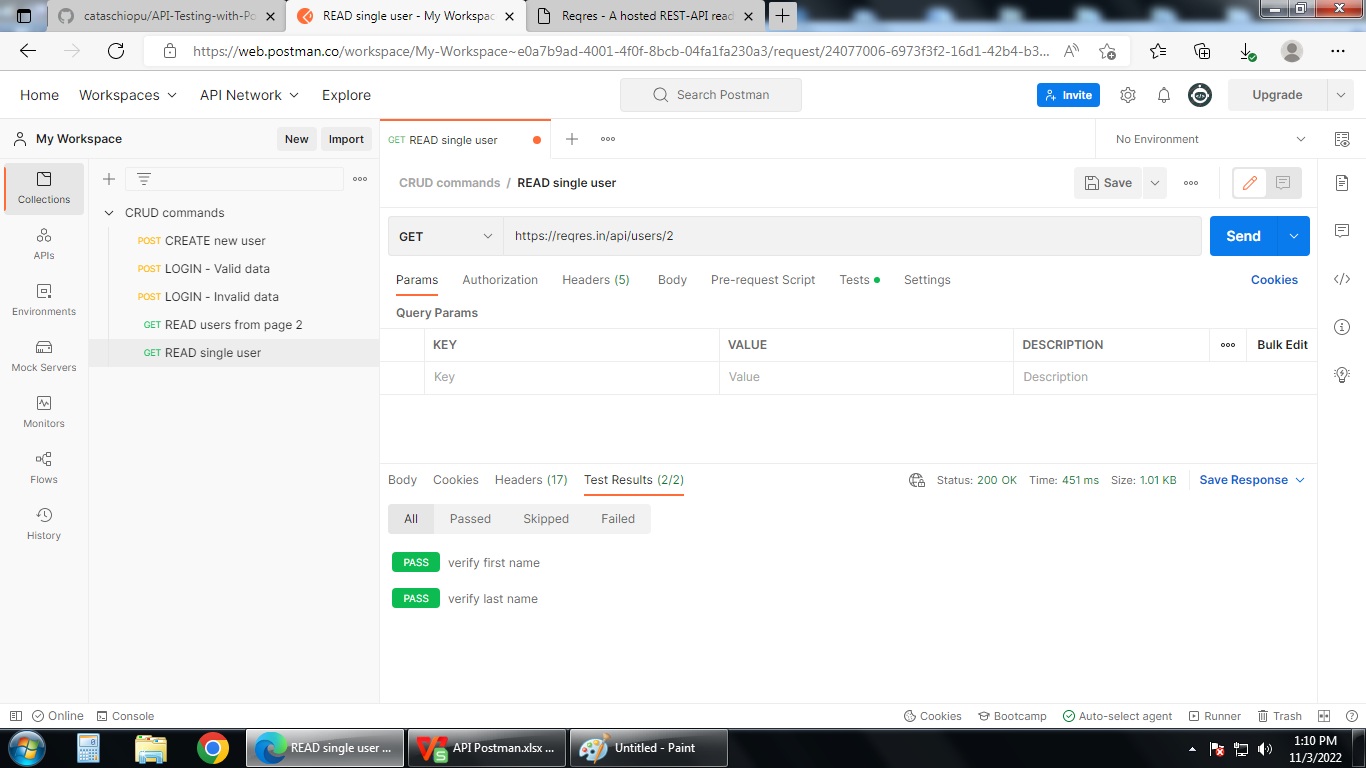 cataschiopu/API-Testing-with-Po
READ single user - My Workspac
Reqres - A hosted REST-API read
https://web.postman.co/workspace/My-Workspace~e0a7b9ad-4001-4f0f-8bcb-04fa1fa230a3/request/24077006-6973f3f2-16d1-42b4-b3...
Home Workspaces API Network Explore Search Postman Invite Upgrade
My Workspace New Import
GET READ single user No Environment
CRUD commands / READ single user Save
Collections
APIs
Environments
Mock Servers
Monitors
Flows
History
CRUD commands
POST CREATE new user
POST LOGIN - Valid data
POST LOGIN - Invalid data
GET READ users from page 2
GET READ single user
GET https://reqres.in/api/users/2 Send
Params Authorization Headers (5) Body Pre-request Script Tests Settings Cookies
Query Params
KEY VALUE DESCRIPTION Bulk Edit
Key Value Description
Body Cookies Headers (17) Test Results (2/2) Status: 200 OK Time: 451 ms Size: 1.01 KB Save Response
All Passed Skipped Failed
PASS verify first name
PASS verify last name
Online Console Cookies Bootcamp Auto-select agent Runner Trash
READ single user ... API Postman.xlsx ... Untitled - Paint
1:10 PM
11/3/2022